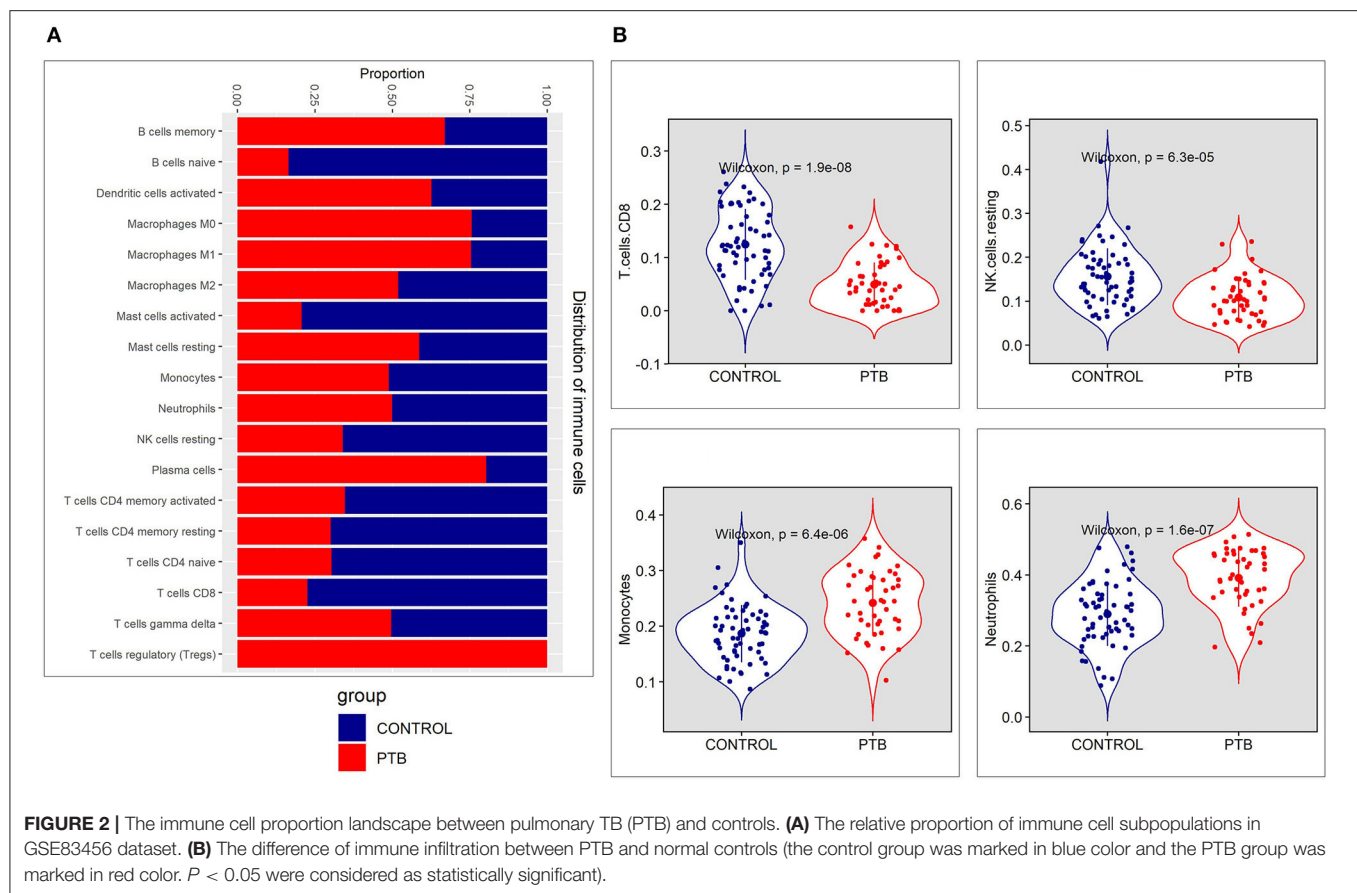 A
Proportion
0.00
0.25
0.50
0.75
1.00
B cells memory
B cells naive
Dendritic cells activated
Macrophages M0
Macrophages M1
Macrophages M2
Mast cells activated
Mast cells resting
Monocytes
Neutrophils
NK cells resting
Plasma cells
T cells CD4 memory activated
T cells CD4 memory resting
T cells CD4 naive
T cells CD8
T cells gamma delta
T cells regulatory (Tregs)
Distribution of immune cells
group
CONTROL
PTB
B
T.cells.CD8
0.3
0.2
0.1
0.0
-0.1
Wilcoxon, p = 1.9e-08
CONTROL PTB
NK.cells.resting
0.5
0.4
0.3
0.2
0.1
0.0
Wilcoxon, p = 6.3e-05
CONTROL PTB
Monocytes
0.4
0.3
0.2
0.1
Wilcoxon, p = 6.4e-06
CONTROL PTB
Neutrophils
0.6
0.4
0.2
0.0
Wilcoxon, p = 1.6e-07
CONTROL PTB
FIGURE 2 | The immune cell proportion landscape between pulmonary TB (PTB) and controls. (A) The relative proportion of immune cell subpopulations in
GSE83456 dataset. (B) The difference of immune infiltration between PTB and normal controls (the control group was marked in blue color and the PTB group was
marked in red color. P < 0.05 were considered as statistically significant).